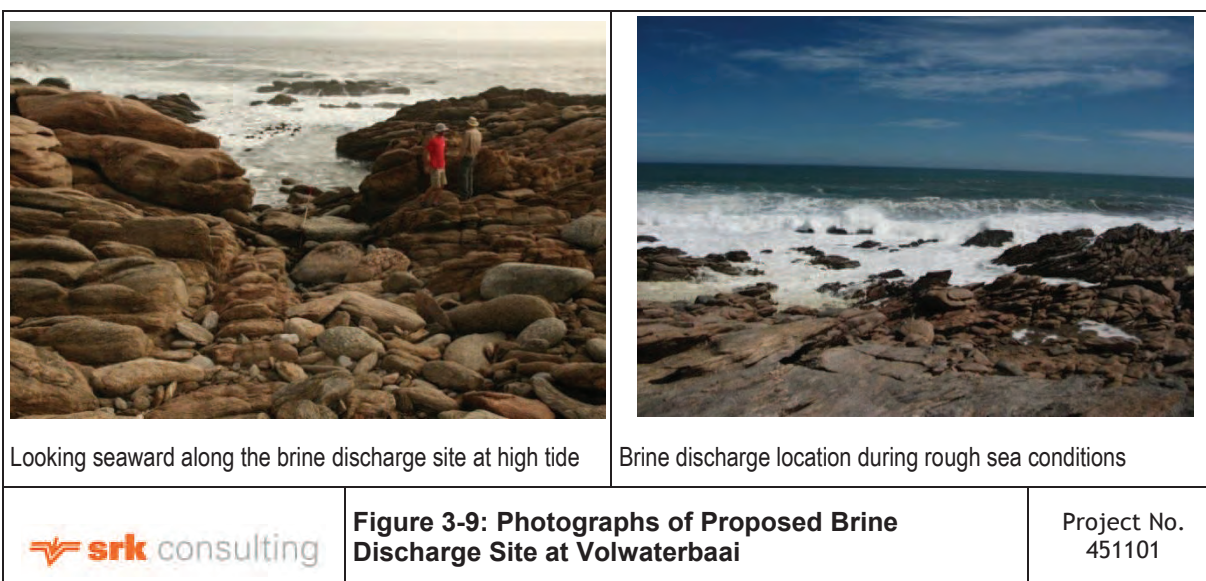 Looking seaward along the brine discharge site at high tide
Brine discharge location during rough sea conditions
srk consulting
Figure 3-9: Photographs of Proposed Brine
Discharge Site at Volwaterbaai
Project No.
451101